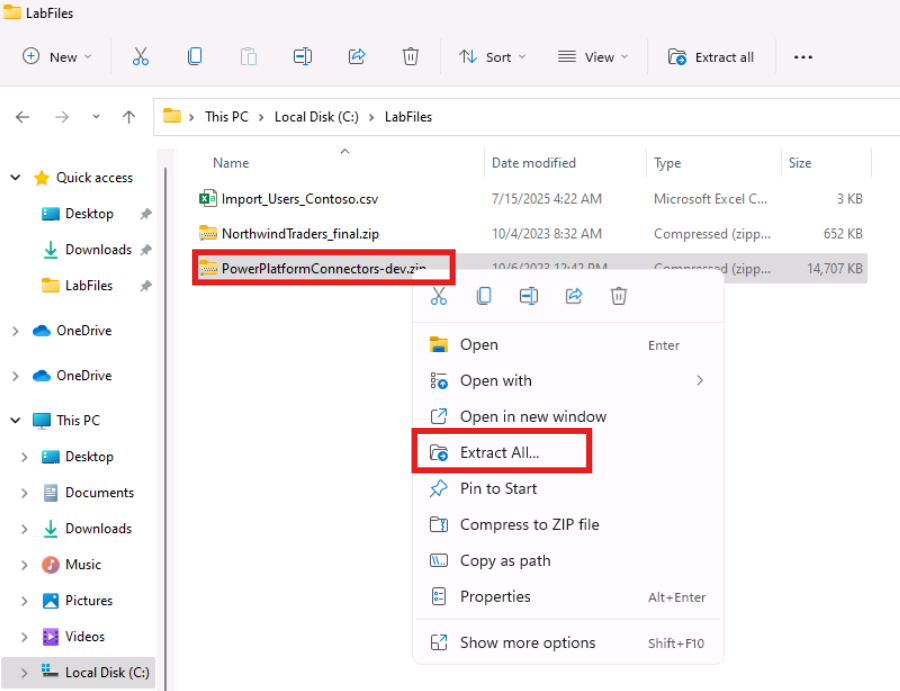 LabFiles
New Sort View Extract all ...
This PC > Local Disk (C:) > LabFiles
Name Date modified Type Size
Quick access
Desktop
Downloads
LabFiles
OneDrive
OneDrive
This PC
Desktop
Documents
Downloads
Music
Pictures
Videos
Local Disk (C:)
Import_Users_Contoso.csv 7/15/2025 4:22 AM Microsoft Excel C... 3 KB
NorthwindTraders_final.zip 10/4/2023 8:32 AM Compressed (zipp... 652 KB
PowerPlatformConnectors-dev.zip 10/6/2023 12:42 PM Compressed (zipp... 14,707 KB
Open Enter
Open with
Open in new window
Extract All...
Pin to Start
Compress to ZIP file
Copy as path
Properties Alt+Enter
Show more options Shift+F10